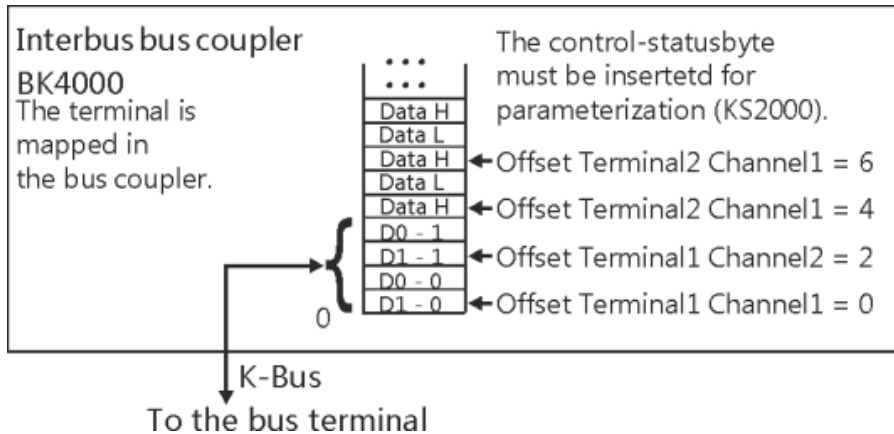 Interbus bus coupler
BK4000
The terminal is
mapped in
the bus coupler.
The control-statusbyte
must be insertetd for
parameterization (KS2000).
Data H
Data L
Data H
Data L
Data H
D0 - 1
D1 - 1
D0 - 0
D1 - 0
0
Offset Terminal2 Channel1 = 6
Offset Terminal2 Channel1 = 4
Offset Terminal1 Channel2 = 2
Offset Terminal1 Channel1 = 0
K-Bus
To the bus terminal